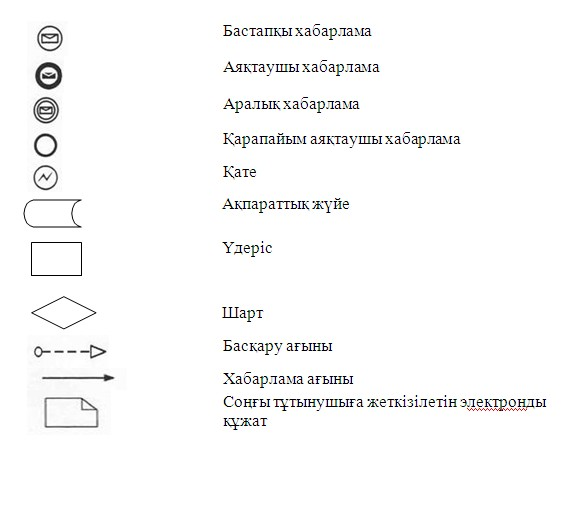 Бастапқы хабарлама
Аяқтаушы хабарлама
Аралық хабарлама
Қарапайым аяқтаушы хабарлама
Қате
Ақпараттық жүйе
Үдеріс
Шарт
Басқару ағыны
Хабарлама ағыны
Соңғы тұтынушыға жеткізілетін электронды
құжат